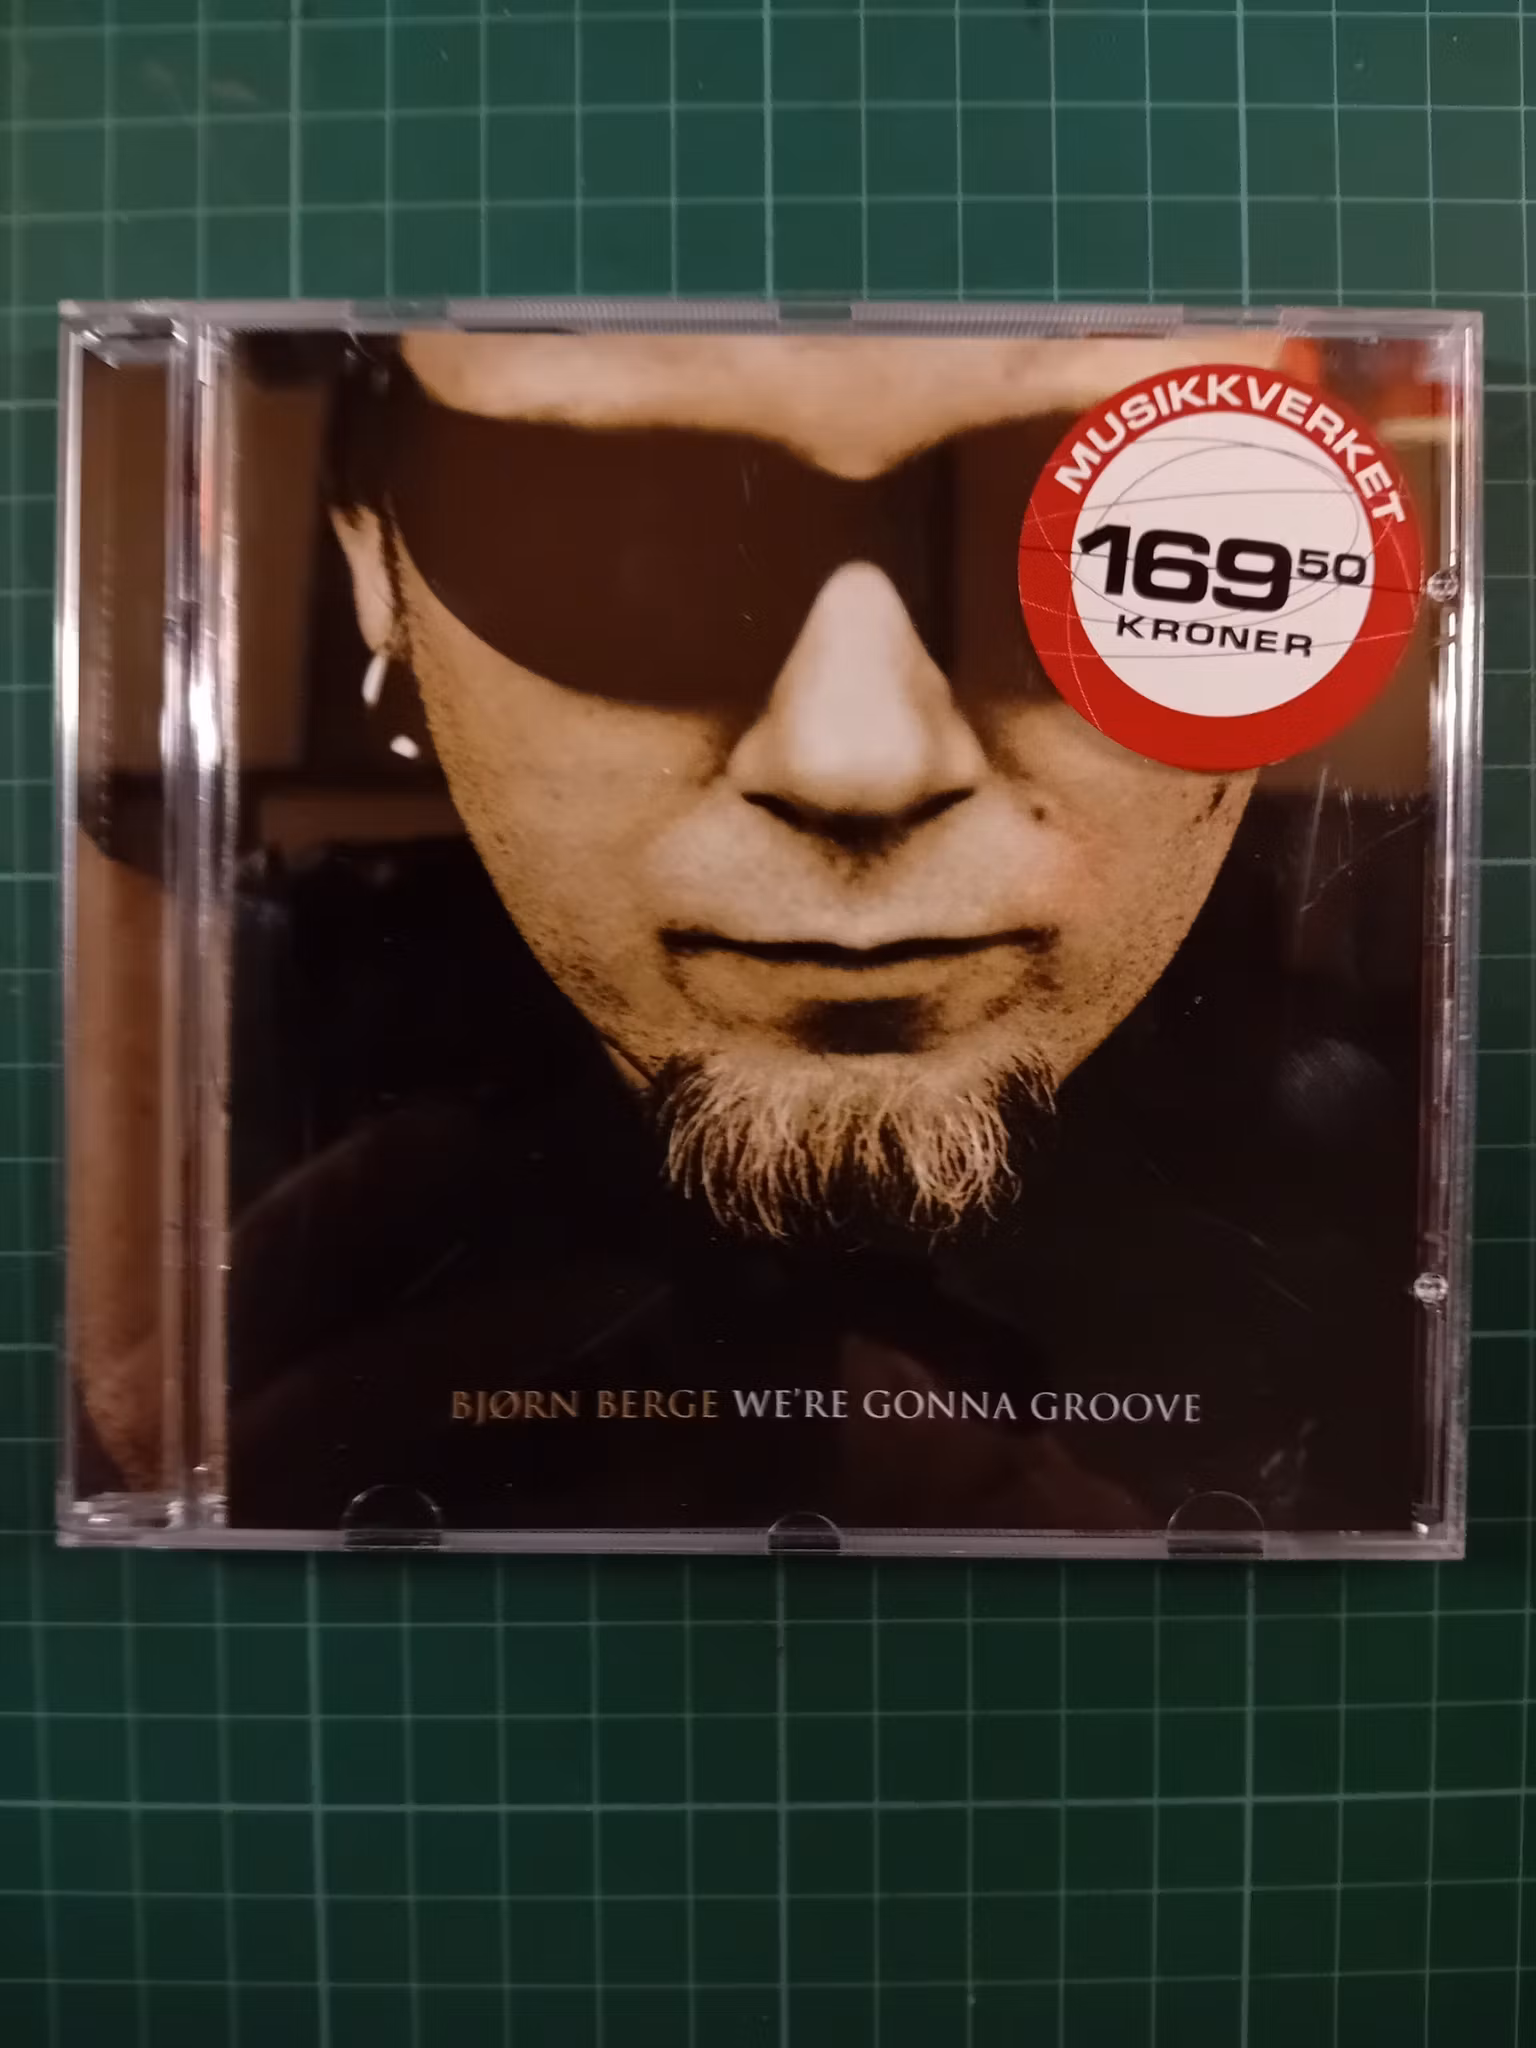 MUSIKKVERKET
169 50
KRONER
BJØRN BERGE WE'RE GONNA GROOVE